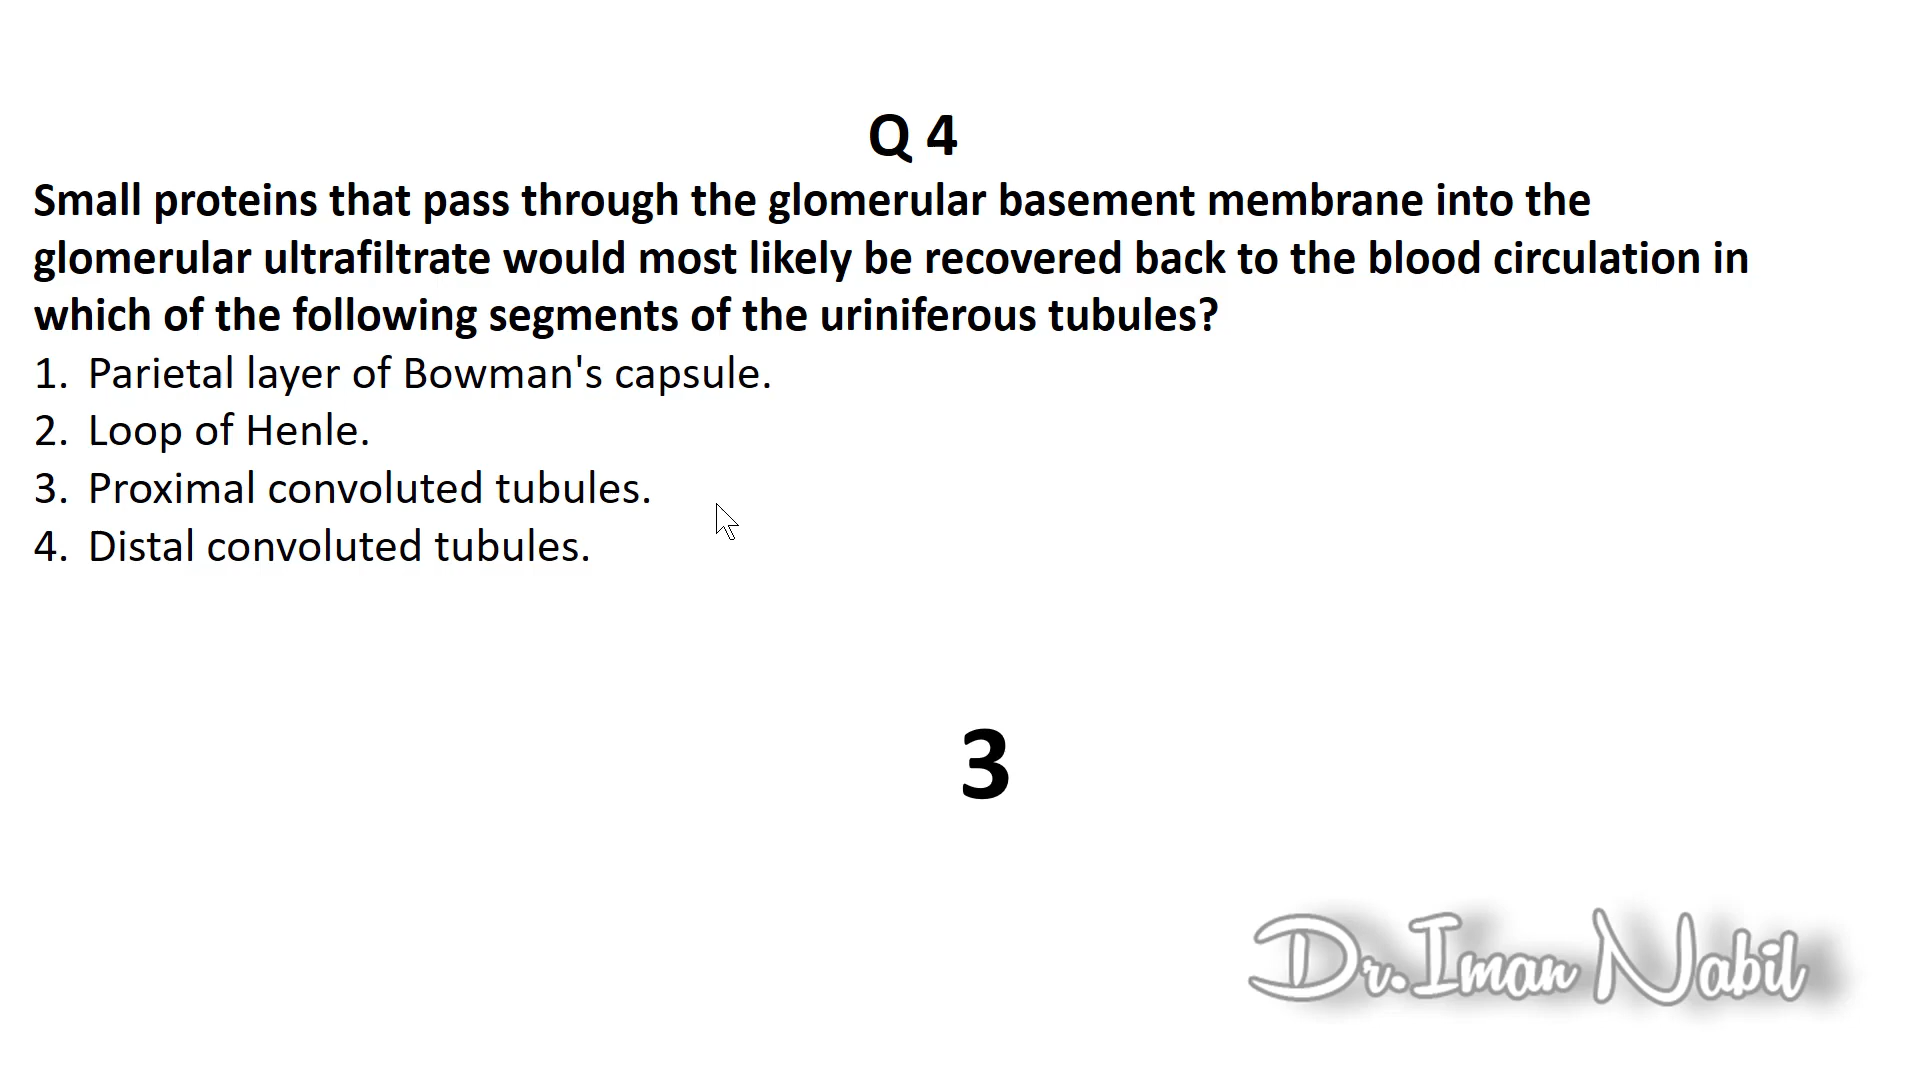 Q 4
Small proteins that pass through the glomerular basement membrane into the
glomerular ultrafiltrate would most likely be recovered back to the blood circulation in
which of the following segments of the uriniferous tubules?
1. Parietal layer of Bowman's capsule.
2. Loop of Henle.
3. Proximal convoluted tubules.
4. Distal convoluted tubules.
3
Dr.Iman Nabil